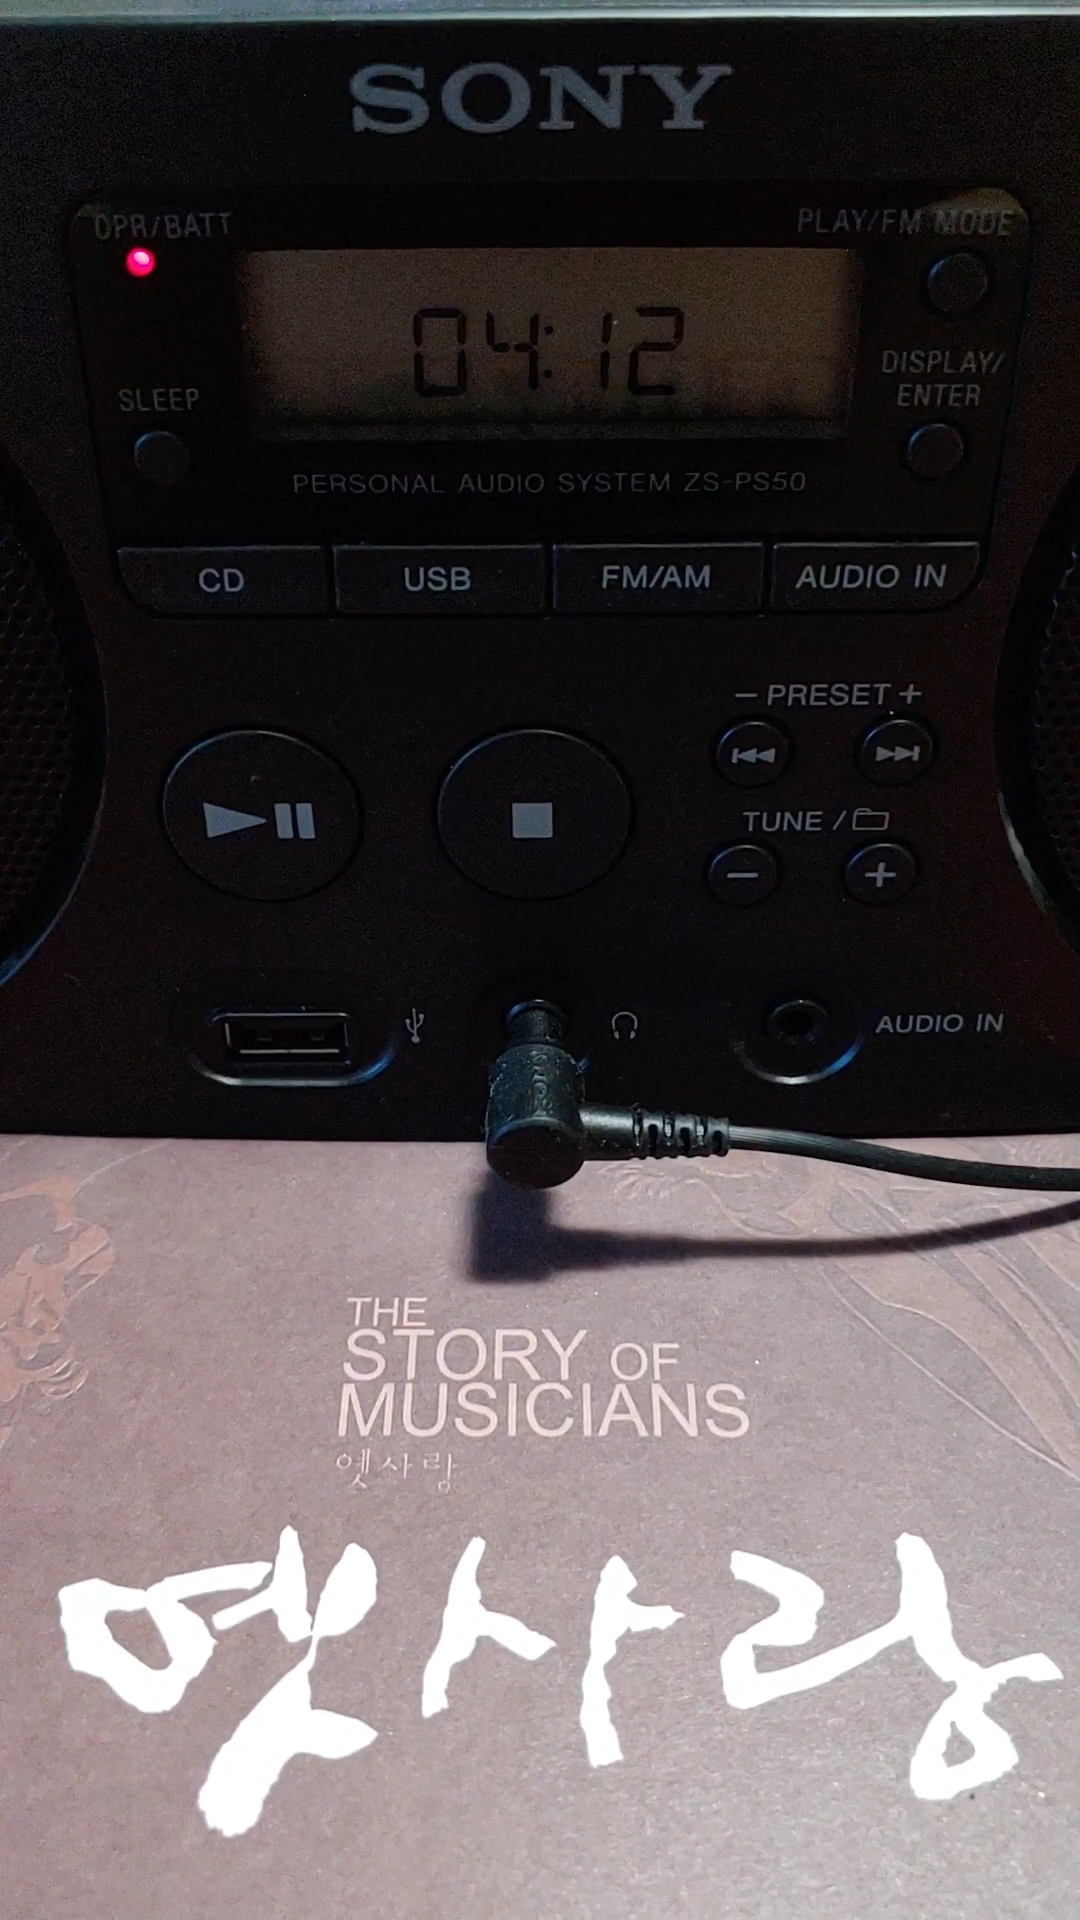 SONY
OPR/BATT
PLAY/FM MODE
04:12
DISPLAY/
ENTER
SLEEP
PERSONAL AUDIO SYSTEM ZS-PS50
CD USB FM/AM AUDIO IN
− PRESET +
TUNE /
− +
AUDIO IN
SONY
THE
STORY OF
MUSICIANS
옛사랑
옛사랑